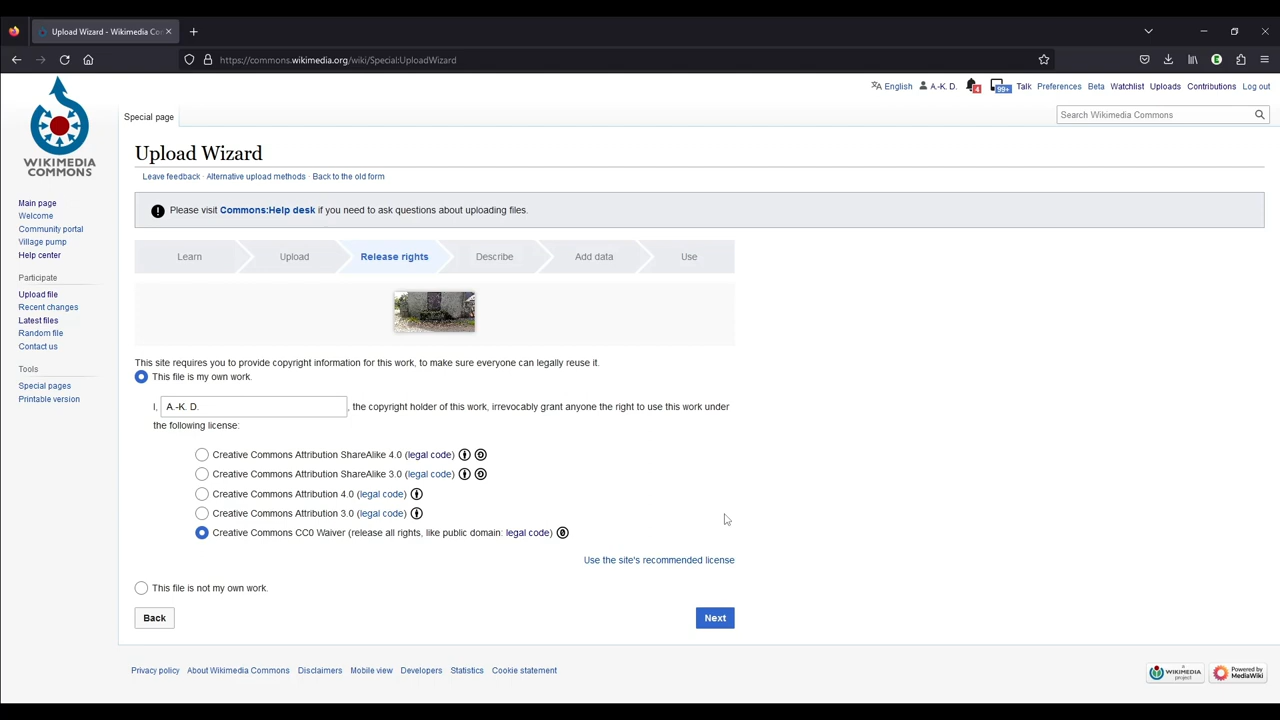 Upload Wizard - Wikimedia Co
https://commons.wikimedia.org/wiki/Special:UploadWizard
English A.-K. D. 4 99+ Talk Preferences Beta Watchlist Uploads Contributions Log out
Special page
Search Wikimedia Commons
WIKIMEDIA
COMMONS
Upload Wizard
Leave feedback · Alternative upload methods · Back to the old form
Main page
Welcome
Community portal
Village pump
Help center
Participate
Upload file
Recent changes
Latest files
Random file
Contact us
Tools
Special pages
Printable version
Please visit Commons:Help desk if you need to ask questions about uploading files.
Learn Upload Release rights Describe Add data Use
This site requires you to provide copyright information for this work, to make sure everyone can legally reuse it.
This file is my own work.
I, A.-K. D. , the copyright holder of this work, irrevocably grant anyone the right to use this work under
the following license:
Creative Commons Attribution ShareAlike 4.0 (legal code)
Creative Commons Attribution ShareAlike 3.0 (legal code)
Creative Commons Attribution 4.0 (legal code)
Creative Commons Attribution 3.0 (legal code)
Creative Commons CC0 Waiver (release all rights, like public domain: legal code)
Use the site's recommended license
This file is not my own work.
Back Next
Privacy policy About Wikimedia Commons Disclaimers Mobile view Developers Statistics Cookie statement
a
WIKIMEDIA
project
Powered by
MediaWiki